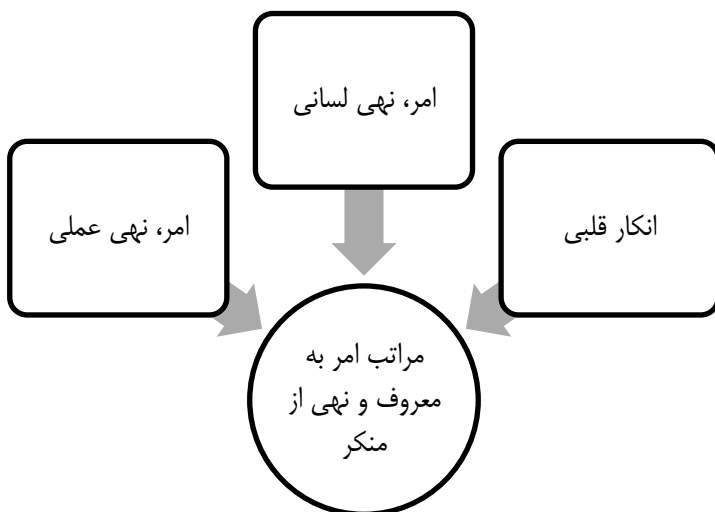 امر، نهی لسانی
انکار قلبی
امر، نهی عملی
مراتب امر به
معروف و نهی از
منکر